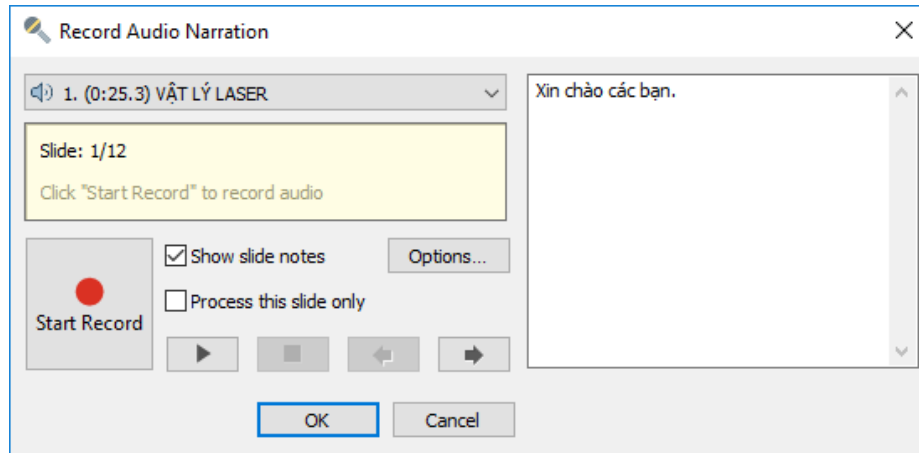 Record Audio Narration
1. (0:25.3) VẬT LÝ LASER
Slide: 1/12
Click "Start Record" to record audio
Start Record
Show slide notes
Options...
Process this slide only
Xin chào các bạn.
OK
Cancel